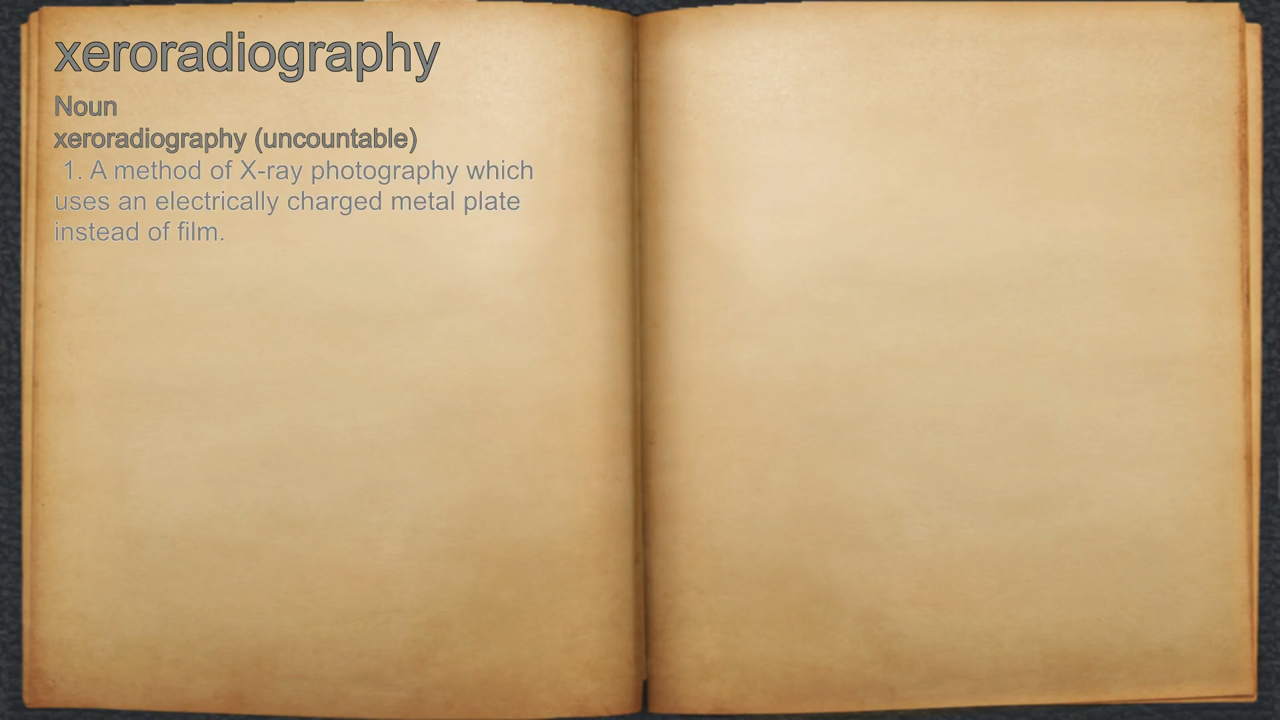 xeroradiography
Noun
xeroradiography (uncountable)
1. A method of X-ray photography which
uses an electrically charged metal plate
instead of film.